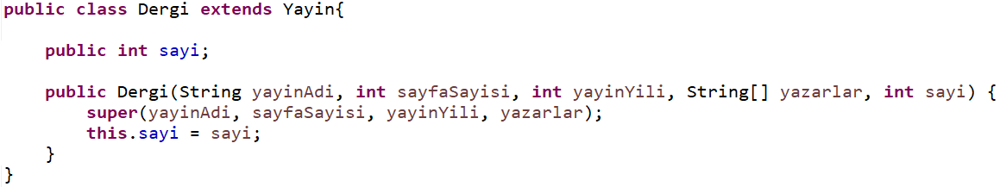 public class Dergi extends Yayin{
public int sayi;
public Dergi(String yayinAdi, int sayfaSayisi, int yayinYili, String[] yazarlar, int sayi) {
super(yayinAdi, sayfaSayisi, yayinYili, yazarlar);
this.sayi = sayi;
}
}